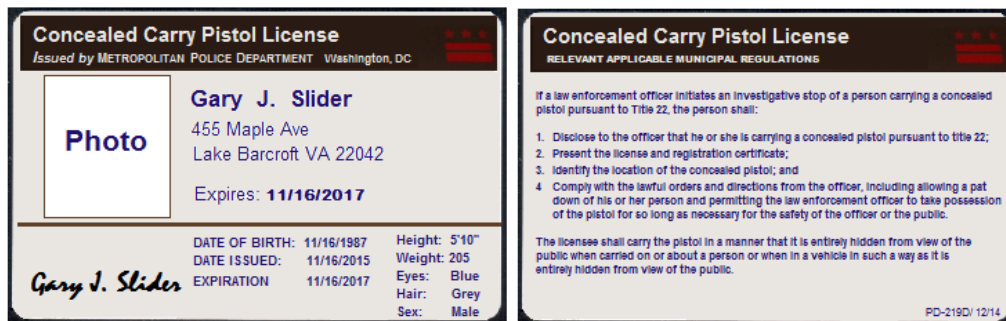 Concealed Carry Pistol License
Issued by METROPOLITAN POLICE DEPARTMENT Washington, DC
Photo
Gary J. Slider
455 Maple Ave
Lake Barcroft VA 22042
Expires: 11/16/2017
DATE OF BIRTH: 11/16/1987
DATE ISSUED: 11/16/2015
EXPIRATION 11/16/2017
Height: 5'10"
Weight: 205
Eyes: Blue
Hair: Grey
Sex: Male
Gary J. Slider
Concealed Carry Pistol License
RELEVANT APPLICABLE MUNICIPAL REGULATIONS
If a law enforcement officer initiates an investigative stop of a person carrying a concealed
pistol pursuant to Title 22, the person shall:
1. Disclose to the officer that he or she is carrying a concealed pistol pursuant to title 22;
2. Present the license and registration certificate;
3. Identify the location of the concealed pistol; and
4 Comply with the lawful orders and directions from the officer, including allowing a pat
down of his or her person and permitting the law enforcement officer to take possession
of the pistol for so long as necessary for the safety of the officer or the public.
The licensee shall carry the pistol in a manner that it is entirely hidden from view of the
public when carried on or about a person or when in a vehicle in such a way as it is
entirely hidden from view of the public.
PD-219D/ 12/14